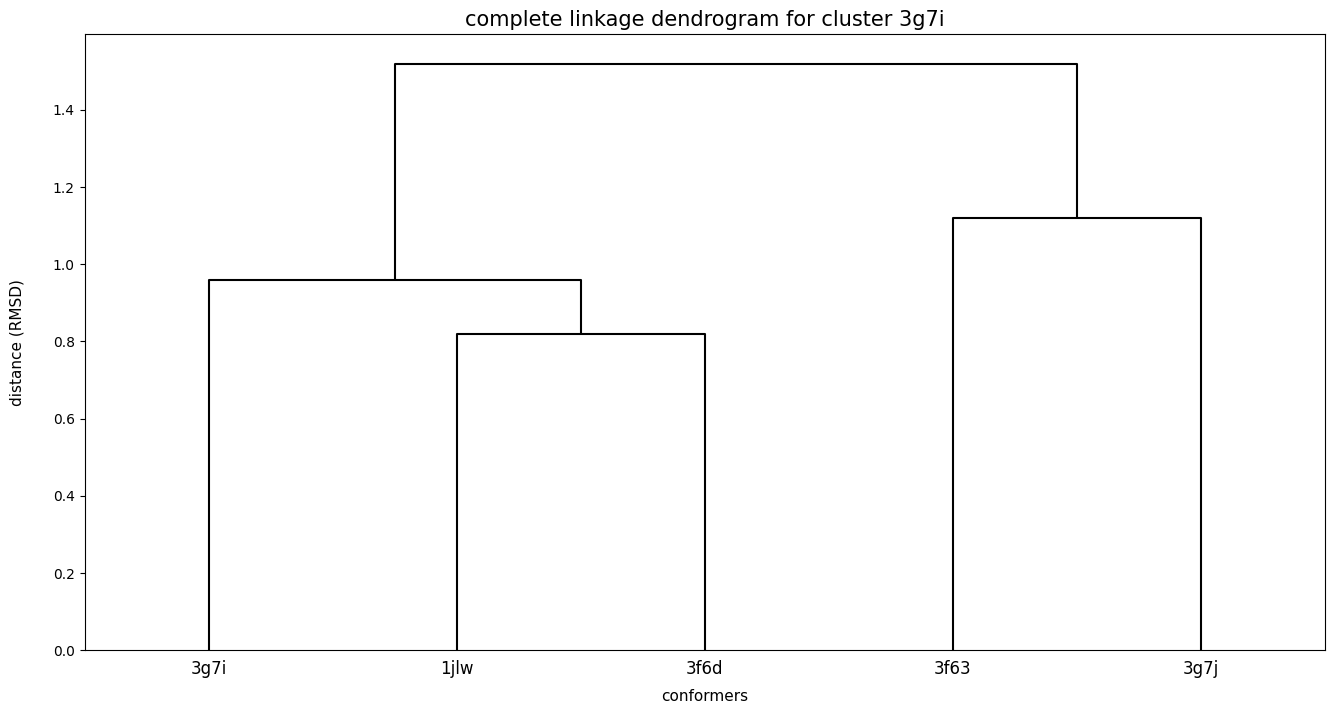 complete linkage dendrogram for cluster 3g7i
1.4
1.2
1.0
0.8
0.6
0.4
0.2
0.0
distance (RMSD)
3g7i 1jlw 3f6d 3f63 3g7j
conformers